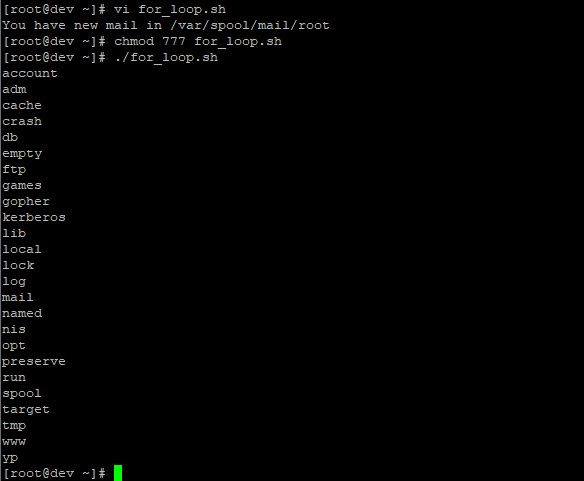 [root@dev ~]# vi for_loop.sh
You have new mail in /var/spool/mail/root
[root@dev ~]# chmod 777 for_loop.sh
[root@dev ~]# ./for_loop.sh
account
adm
cache
crash
db
empty
ftp
games
gopher
kerberos
lib
local
lock
log
mail
named
nis
opt
preserve
run
spool
target
tmp
www
yp
[root@dev ~]#